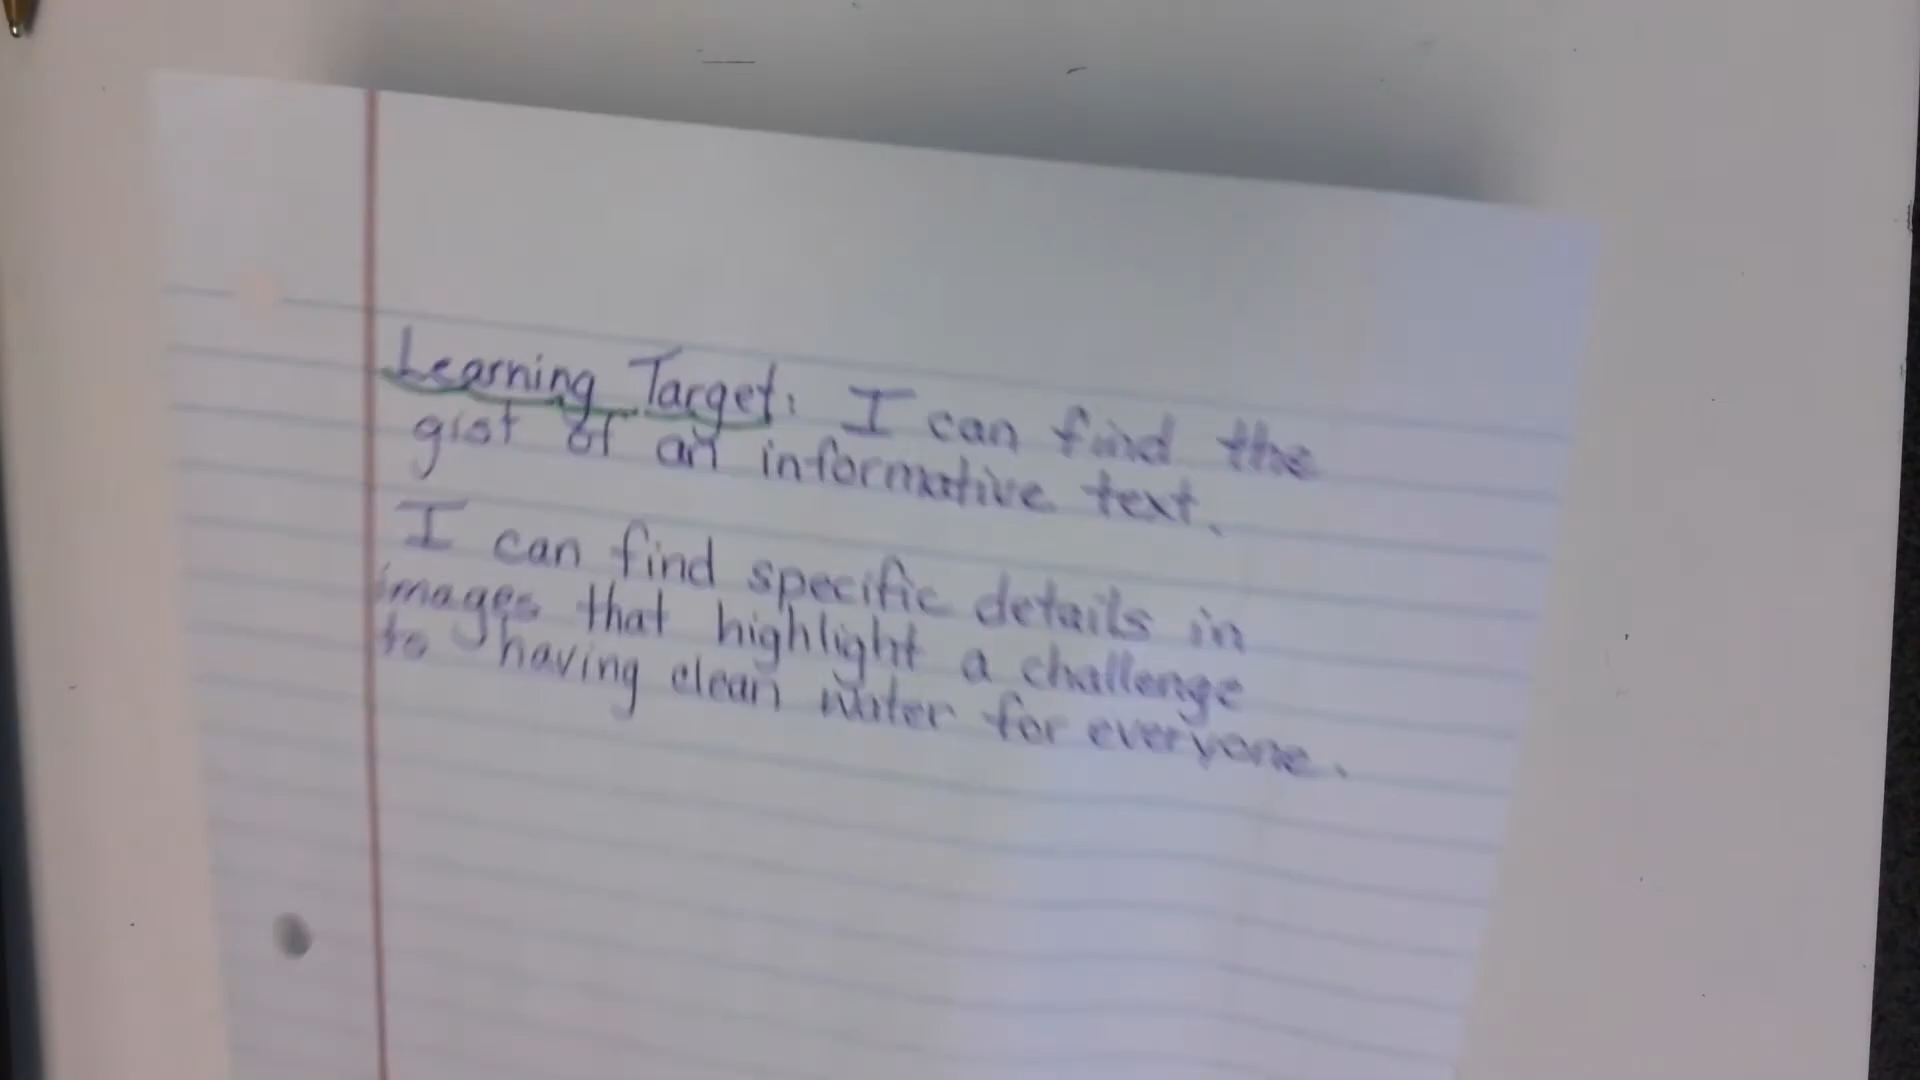 Learning Target: I can find the
gist of an informative text.
I can find specific details in
images that highlight a challenge
to having clean water for everyone.